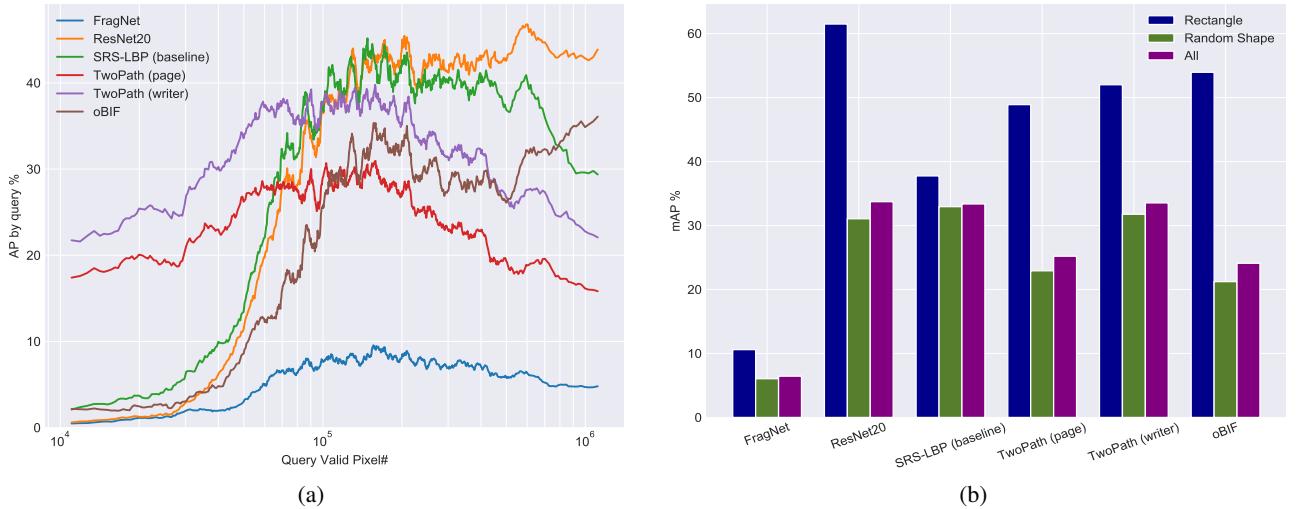 FragNet
ResNet20
SRS-LBP (baseline)
TwoPath (page)
TwoPath (writer)
oBIF
AP by query %
40
30
20
10
0
10^4
10^5
10^6
Query Valid Pixel#
(a)
Rectangle
Random Shape
All
mAP %
60
50
40
30
20
10
0
FragNet
ResNet20
SRS-LBP (baseline)
TwoPath (page)
TwoPath (writer)
oBIF
(b)